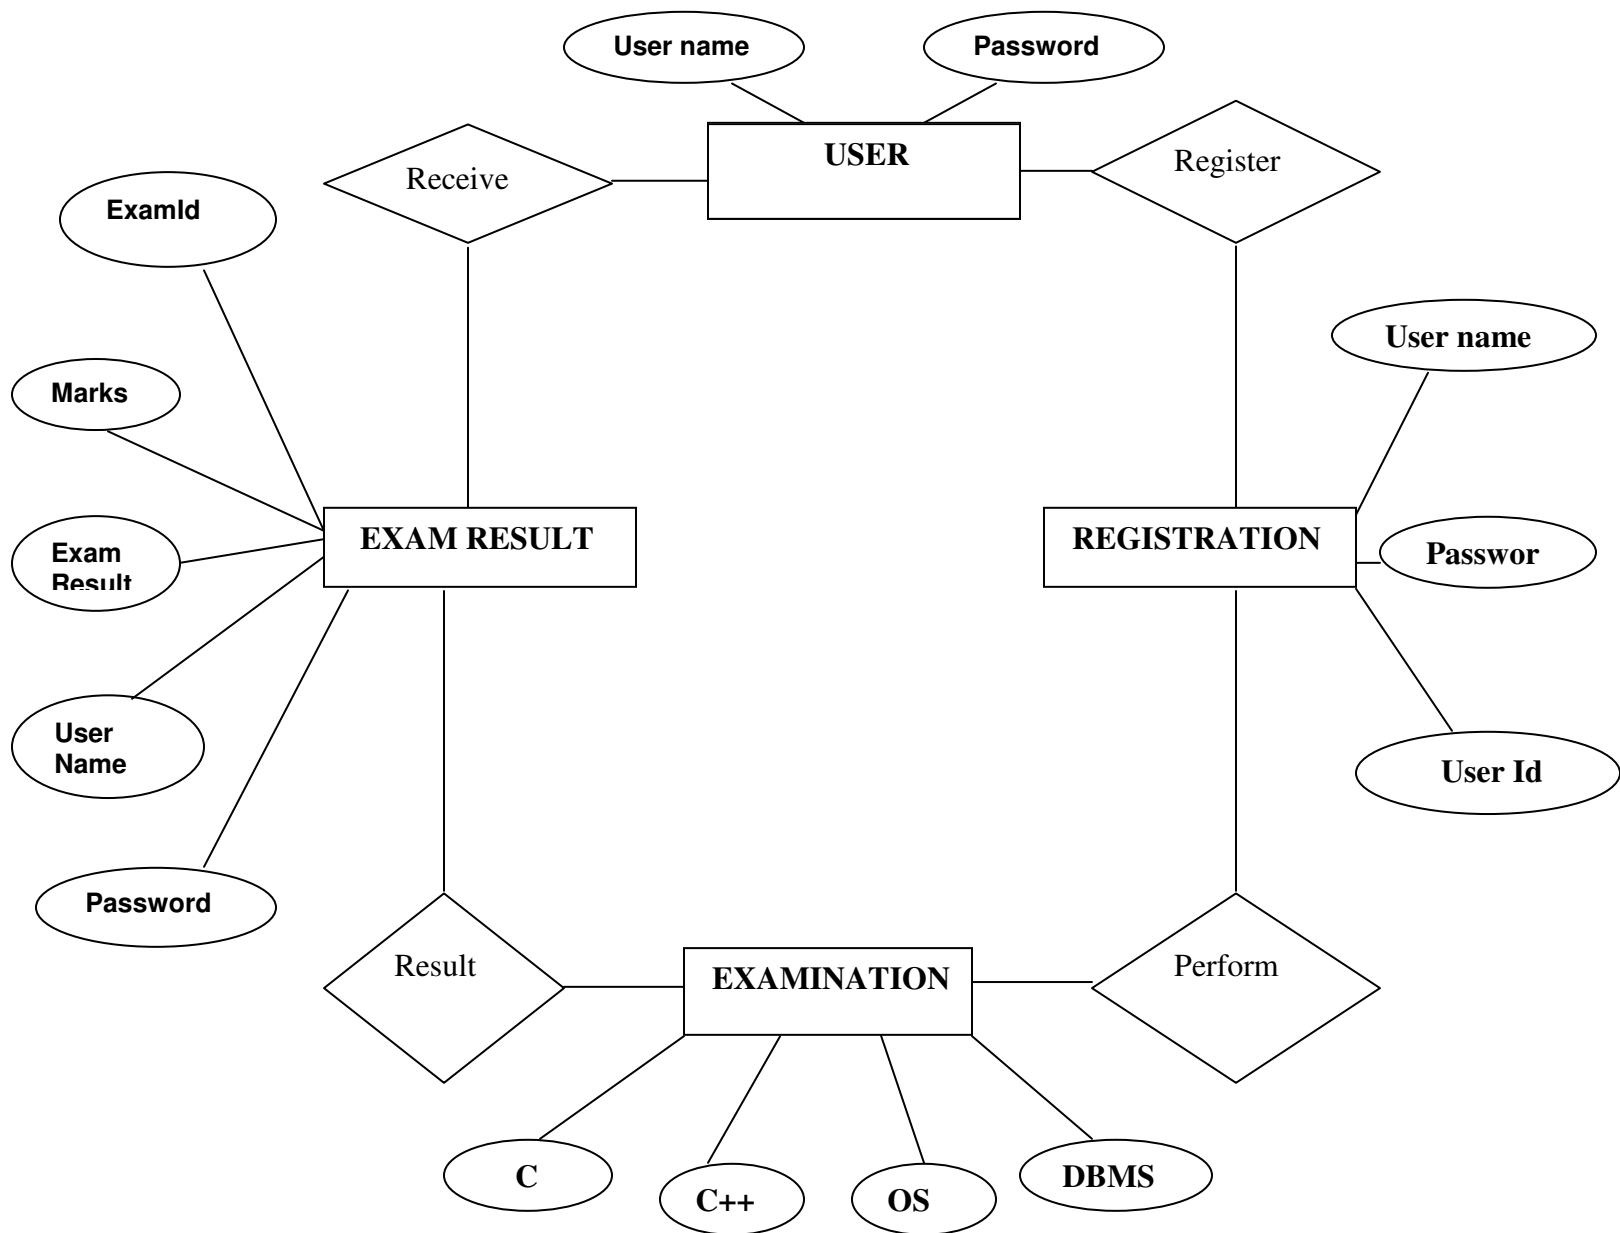 User name
Password
USER
Receive
Register
ExamId
User name
Marks
EXAM RESULT
REGISTRATION
Exam
Result
Passwor
User
Name
User Id
Password
Result
EXAMINATION
Perform
C
C++
OS
DBMS